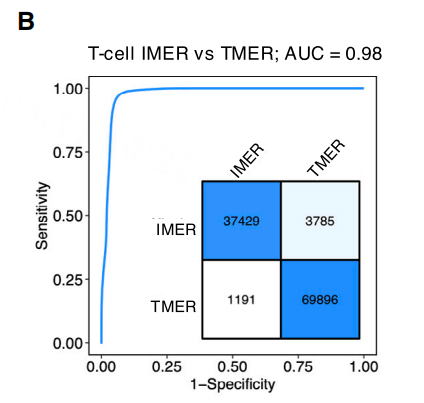 B
T-cell IMER vs TMER; AUC = 0.98
1.00
0.75
0.50
0.25
0.00
Sensitivity
IMER TMER
IMER 37429 3785
TMER 1191 69896
0.00 0.25 0.50 0.75 1.00
1−Specificity